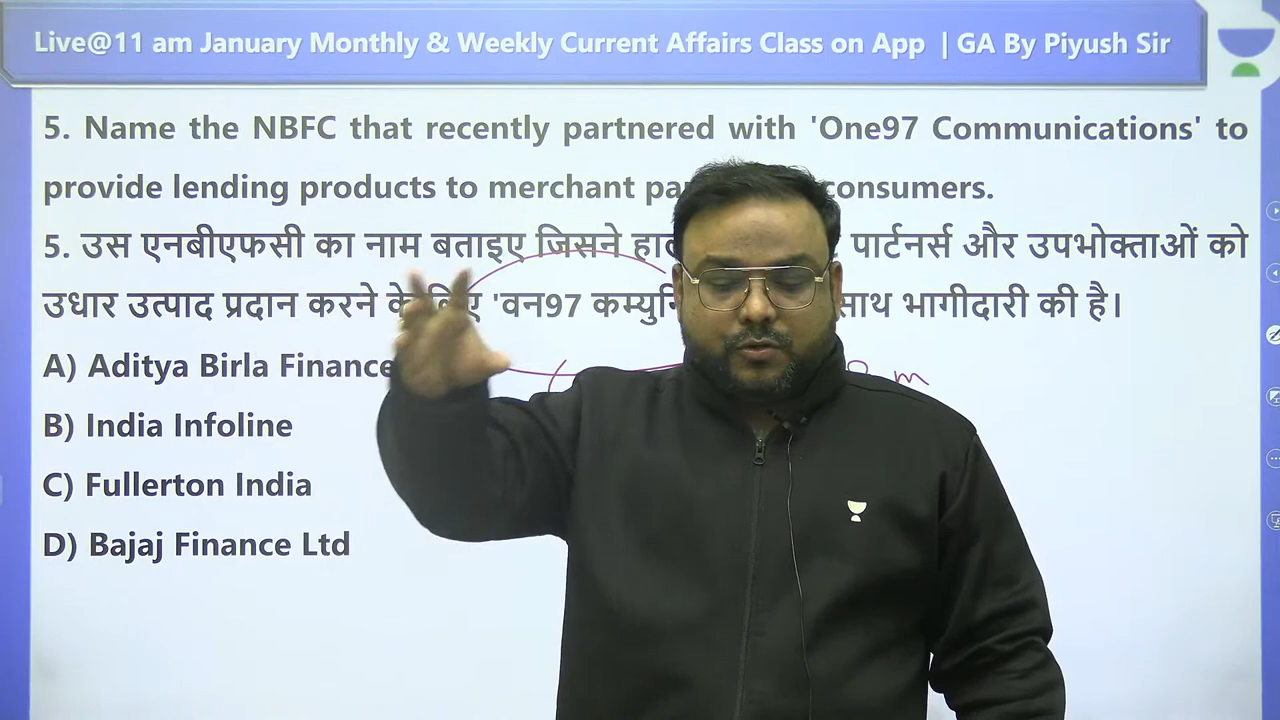 Live@11 am January Monthly & Weekly Current Affairs Class on App | GA By Piyush Sir
5. Name the NBFC that recently partnered with 'One97 Communications' to
provide lending products to merchant consumers.
5. उस एनबीएफसी का नाम बताइए जिसने पार्टनर्स और उपभोक्ताओं को
उधार उत्पाद प्रदान करने 'वन97 साथ भागीदारी की है।
A) Aditya Birla Finance
B) India Infoline
C) Fullerton India
D) Bajaj Finance Ltd